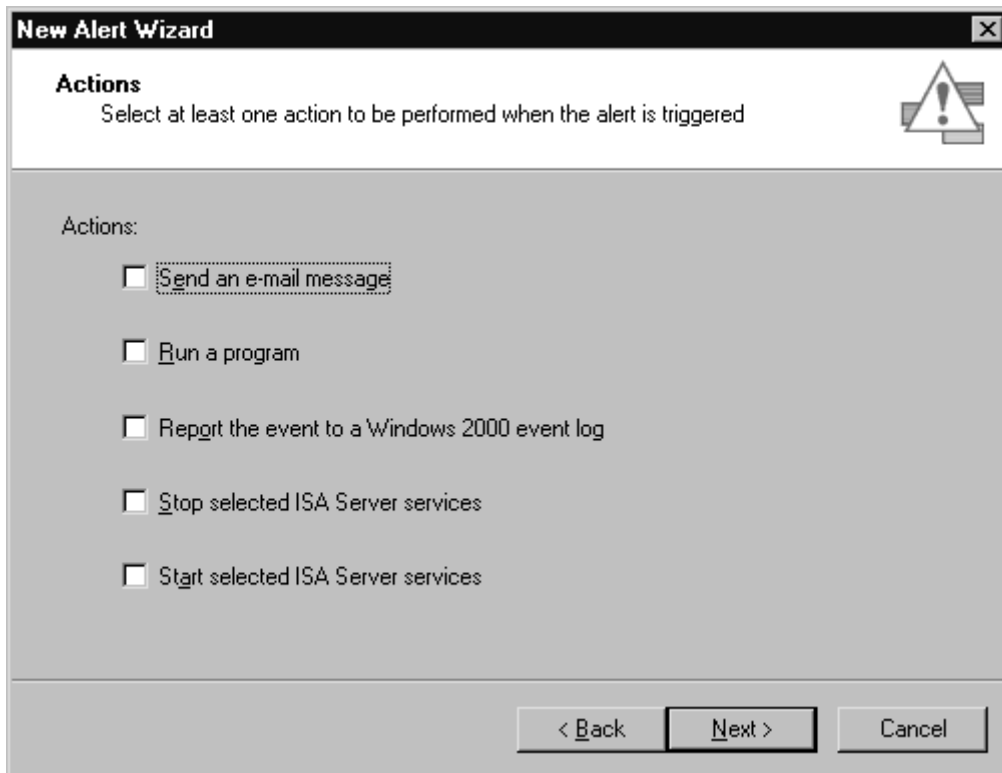 New Alert Wizard
Actions
Select at least one action to be performed when the alert is triggered
Actions:
Send an e-mail message
Run a program
Report the event to a Windows 2000 event log
Stop selected ISA Server services
Start selected ISA Server services
< Back Next > Cancel